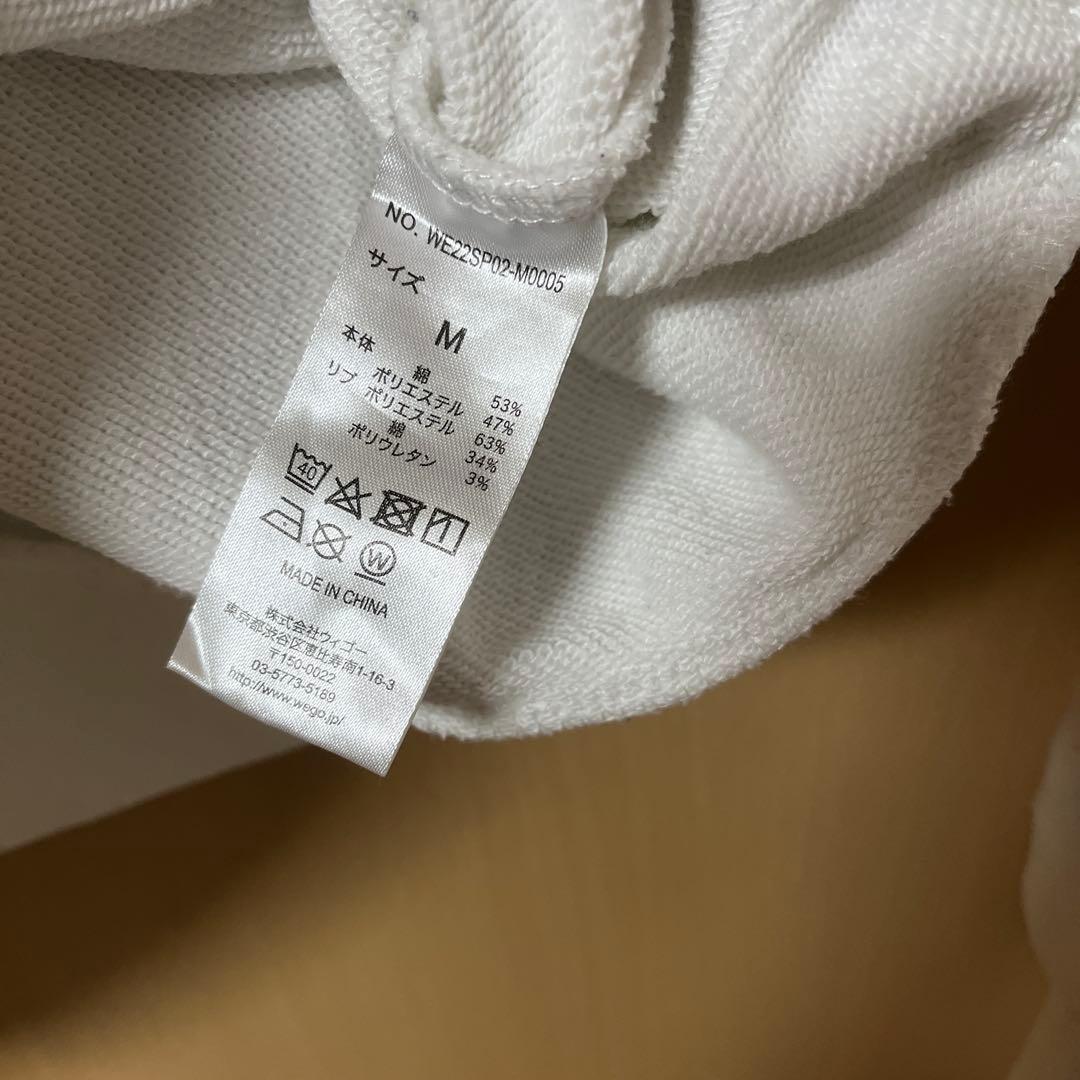 NO. WE22SP02-M0005
サイズ
M
本体 綿 53%
ポリエステル 47%
リブ ポリエステル 63%
綿 34%
ポリウレタン 3%
40
W
MADE IN CHINA
株式会社ウィゴー
東京都渋谷区恵比寿南1-16-3
〒150-0022
03-5773-5189
http://www.wego.jp/